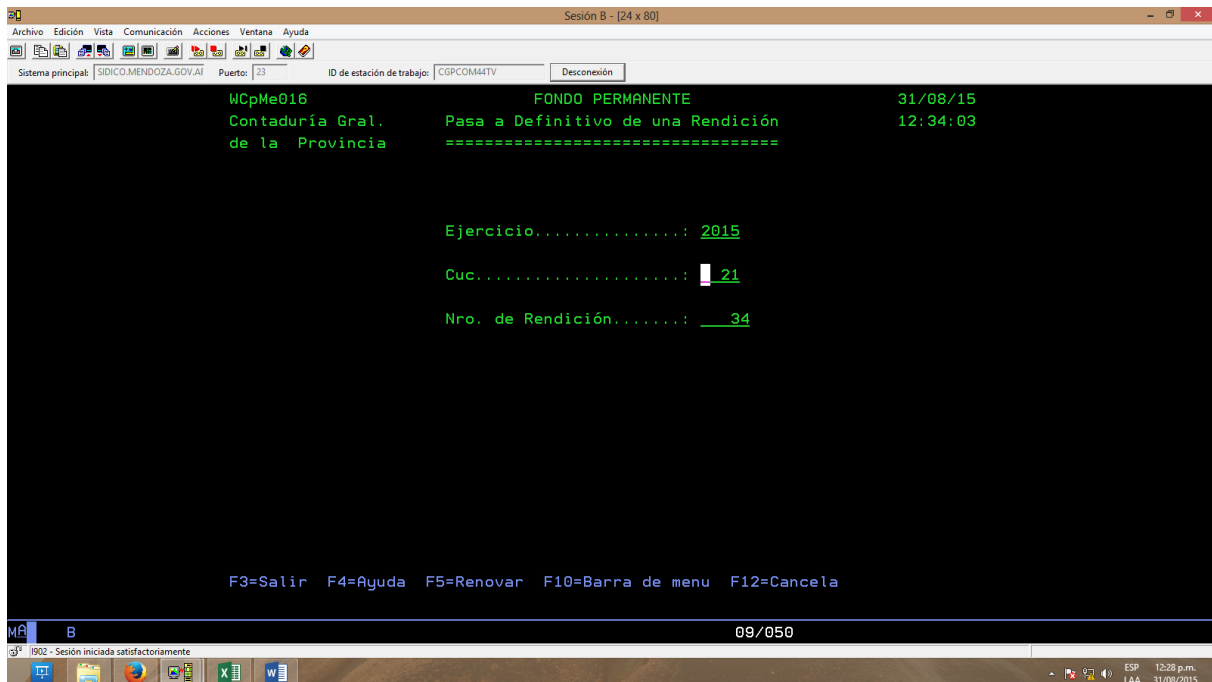 Sesión B - [24 x 80]
Archivo Edición Vista Comunicación Acciones Ventana Ayuda
Sistema principal: SIDICO.MENDOZA.GOV.AF Puerto: 23 ID de estación de trabajo: CGPCOM44TV Desconexión
WCpMe016 FONDO PERMANENTE 31/08/15
Contaduría Gral. Pasa a Definitivo de una Rendición 12:34:03
de la Provincia ==================================
Ejercicio...............: 2015
Cuc.....................: 21
Nro. de Rendición.......: 34
F3=Salir F4=Ayuda F5=Renovar F10=Barra de menu F12=Cancela
MA B 09/050
I902 - Sesión iniciada satisfactoriamente
ESP 12:28 p.m.
LAA 31/08/2015